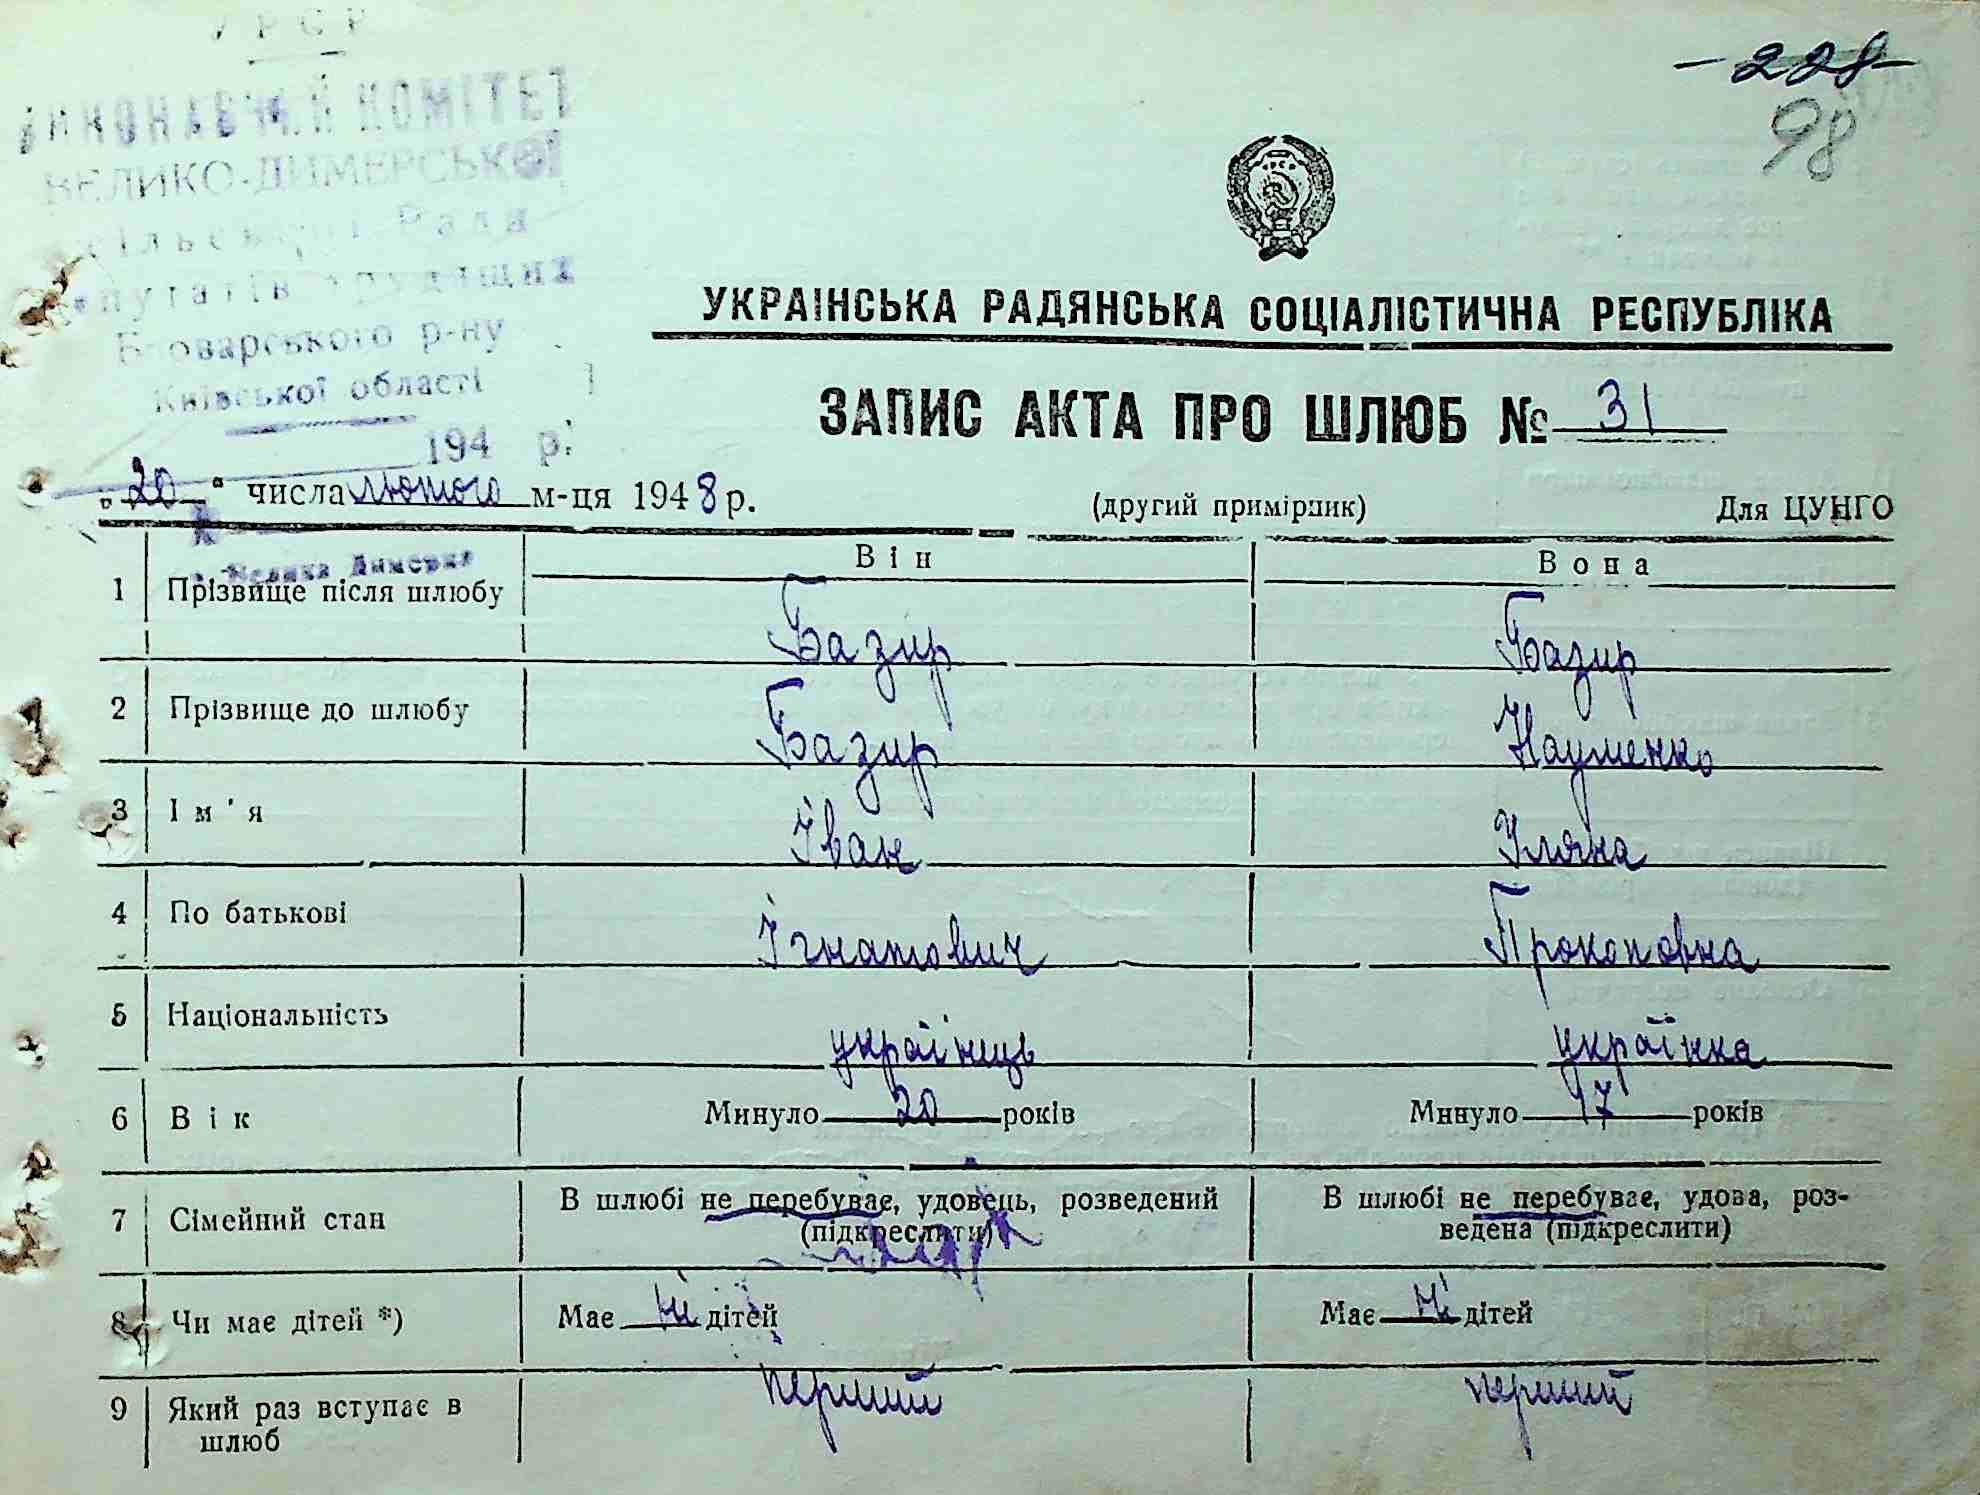 УРСР
ВИКОНАВЧИЙ КОМІТЕТ
ВЕЛИКО-ДИМЕРСЬКОЇ
сільської Ради
депутатів трудящих
Броварського р-ну
Київської області
194 р.
-228-
98
УКРАЇНСЬКА РАДЯНСЬКА СОЦІАЛІСТИЧНА РЕСПУБЛІКА
ЗАПИС АКТА ПРО ШЛЮБ № 31
„20“ числа лютого м-ця 1948 р. (другий примірник) Для ЦУНГО
Велика Димерка
Він Вона
1 Прізвище після шлюбу Базир Базир
2 Прізвище до шлюбу Базир Науменко
3 Ім'я Іван Уляна
4 По батькові Ігнатович Прокоповна
5 Національність українець українка
6 Вік Минуло 20 років Минуло 17 років
7 Сімейний стан В шлюбі не перебуває, удовець, розведений В шлюбі не перебуває, удова, роз-
(підкреслити) ведена (підкреслити)
8 Чи має дітей *) Має ні дітей Має ні дітей
9 Який раз вступає в перший перший
шлюб